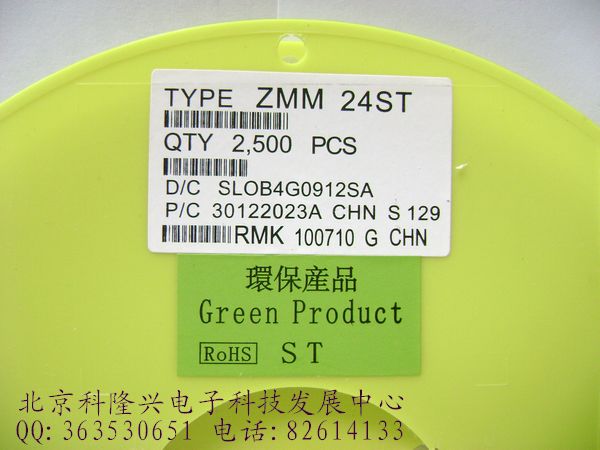 TYPE ZMM 24ST
QTY 2,500 PCS
D/C SLOB4G0912SA
P/C 30122023A CHN S 129
RMK 100710 G CHN
環保産品
Green Product
RoHS ST
北京科隆兴电子科技发展中心
QQ:363530651 电话:82614133